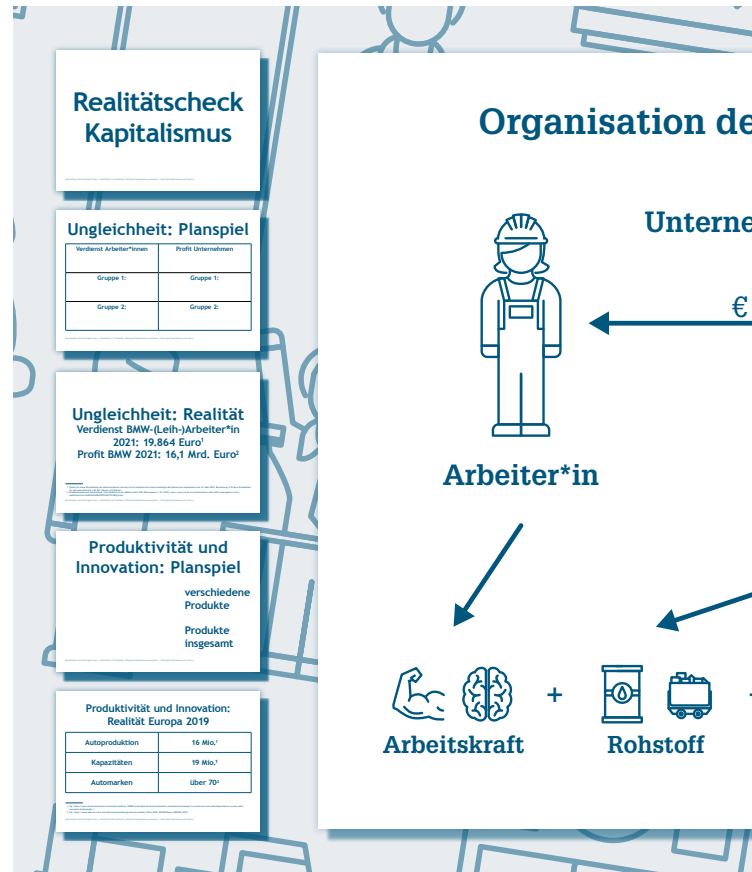 Realitätscheck
Kapitalismus
Ungleichheit: Planspiel
Verdienst Arbeiter*innen
Profit Unternehmen
Gruppe 1:
Gruppe 1:
Gruppe 2:
Gruppe 2:
Ungleichheit: Realität
Verdienst BMW-(Leih-)Arbeiter*in
2021: 19.864 Euro¹
Profit BMW 2021: 16,1 Mrd. Euro²
Produktivität und
Innovation: Planspiel
verschiedene
Produkte
Produkte
insgesamt
Produktivität und Innovation:
Realität Europa 2019
Autoproduktion
16 Mio.¹
Kapazitäten
19 Mio.¹
Automarken
über 70²
Organisation de
Unterne
€
Arbeiter*in
+
Arbeitskraft
Rohstoff